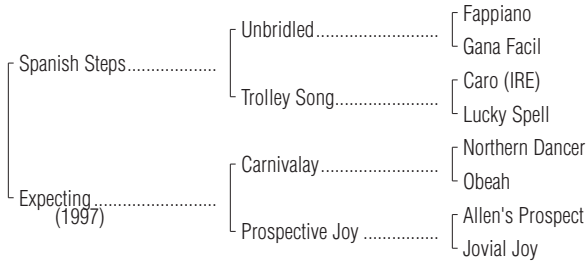 Fappiano
Unbridled
Gana Facil
Spanish Steps
Caro (IRE)
Trolley Song
Lucky Spell
Northern Dancer
Carnivalay
Obeah
Expecting
(1997)
Allen's Prospect
Prospective Joy
Jovial Joy